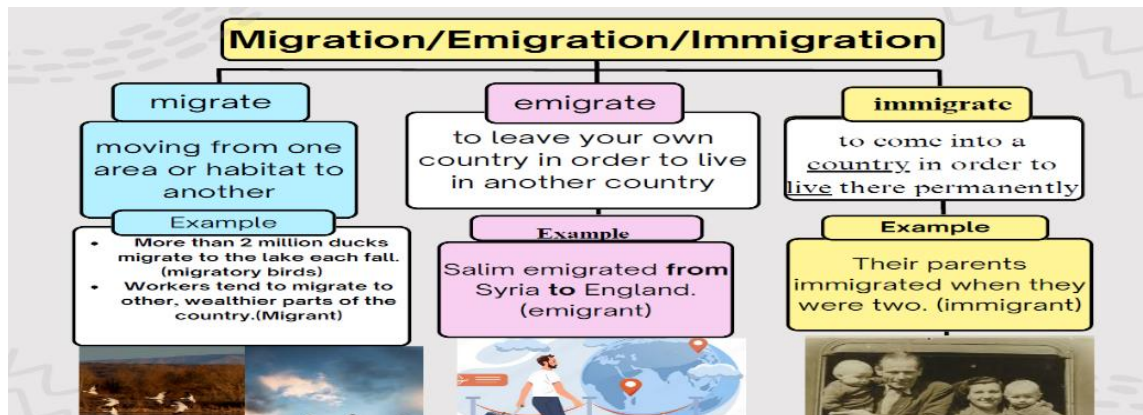 Migration/Emigration/Immigration
migrate
moving from one
area or habitat to
another
Example
• More than 2 million ducks
migrate to the lake each fall.
(migratory birds)
• Workers tend to migrate to
other, wealthier parts of the
country.(Migrant)
emigrate
to leave your own
country in order to live
in another country
Example
Salim emigrated from
Syria to England.
(emigrant)
immigrate
to come into a
country in order to
live there permanently
Example
Their parents
immigrated when they
were two. (immigrant)